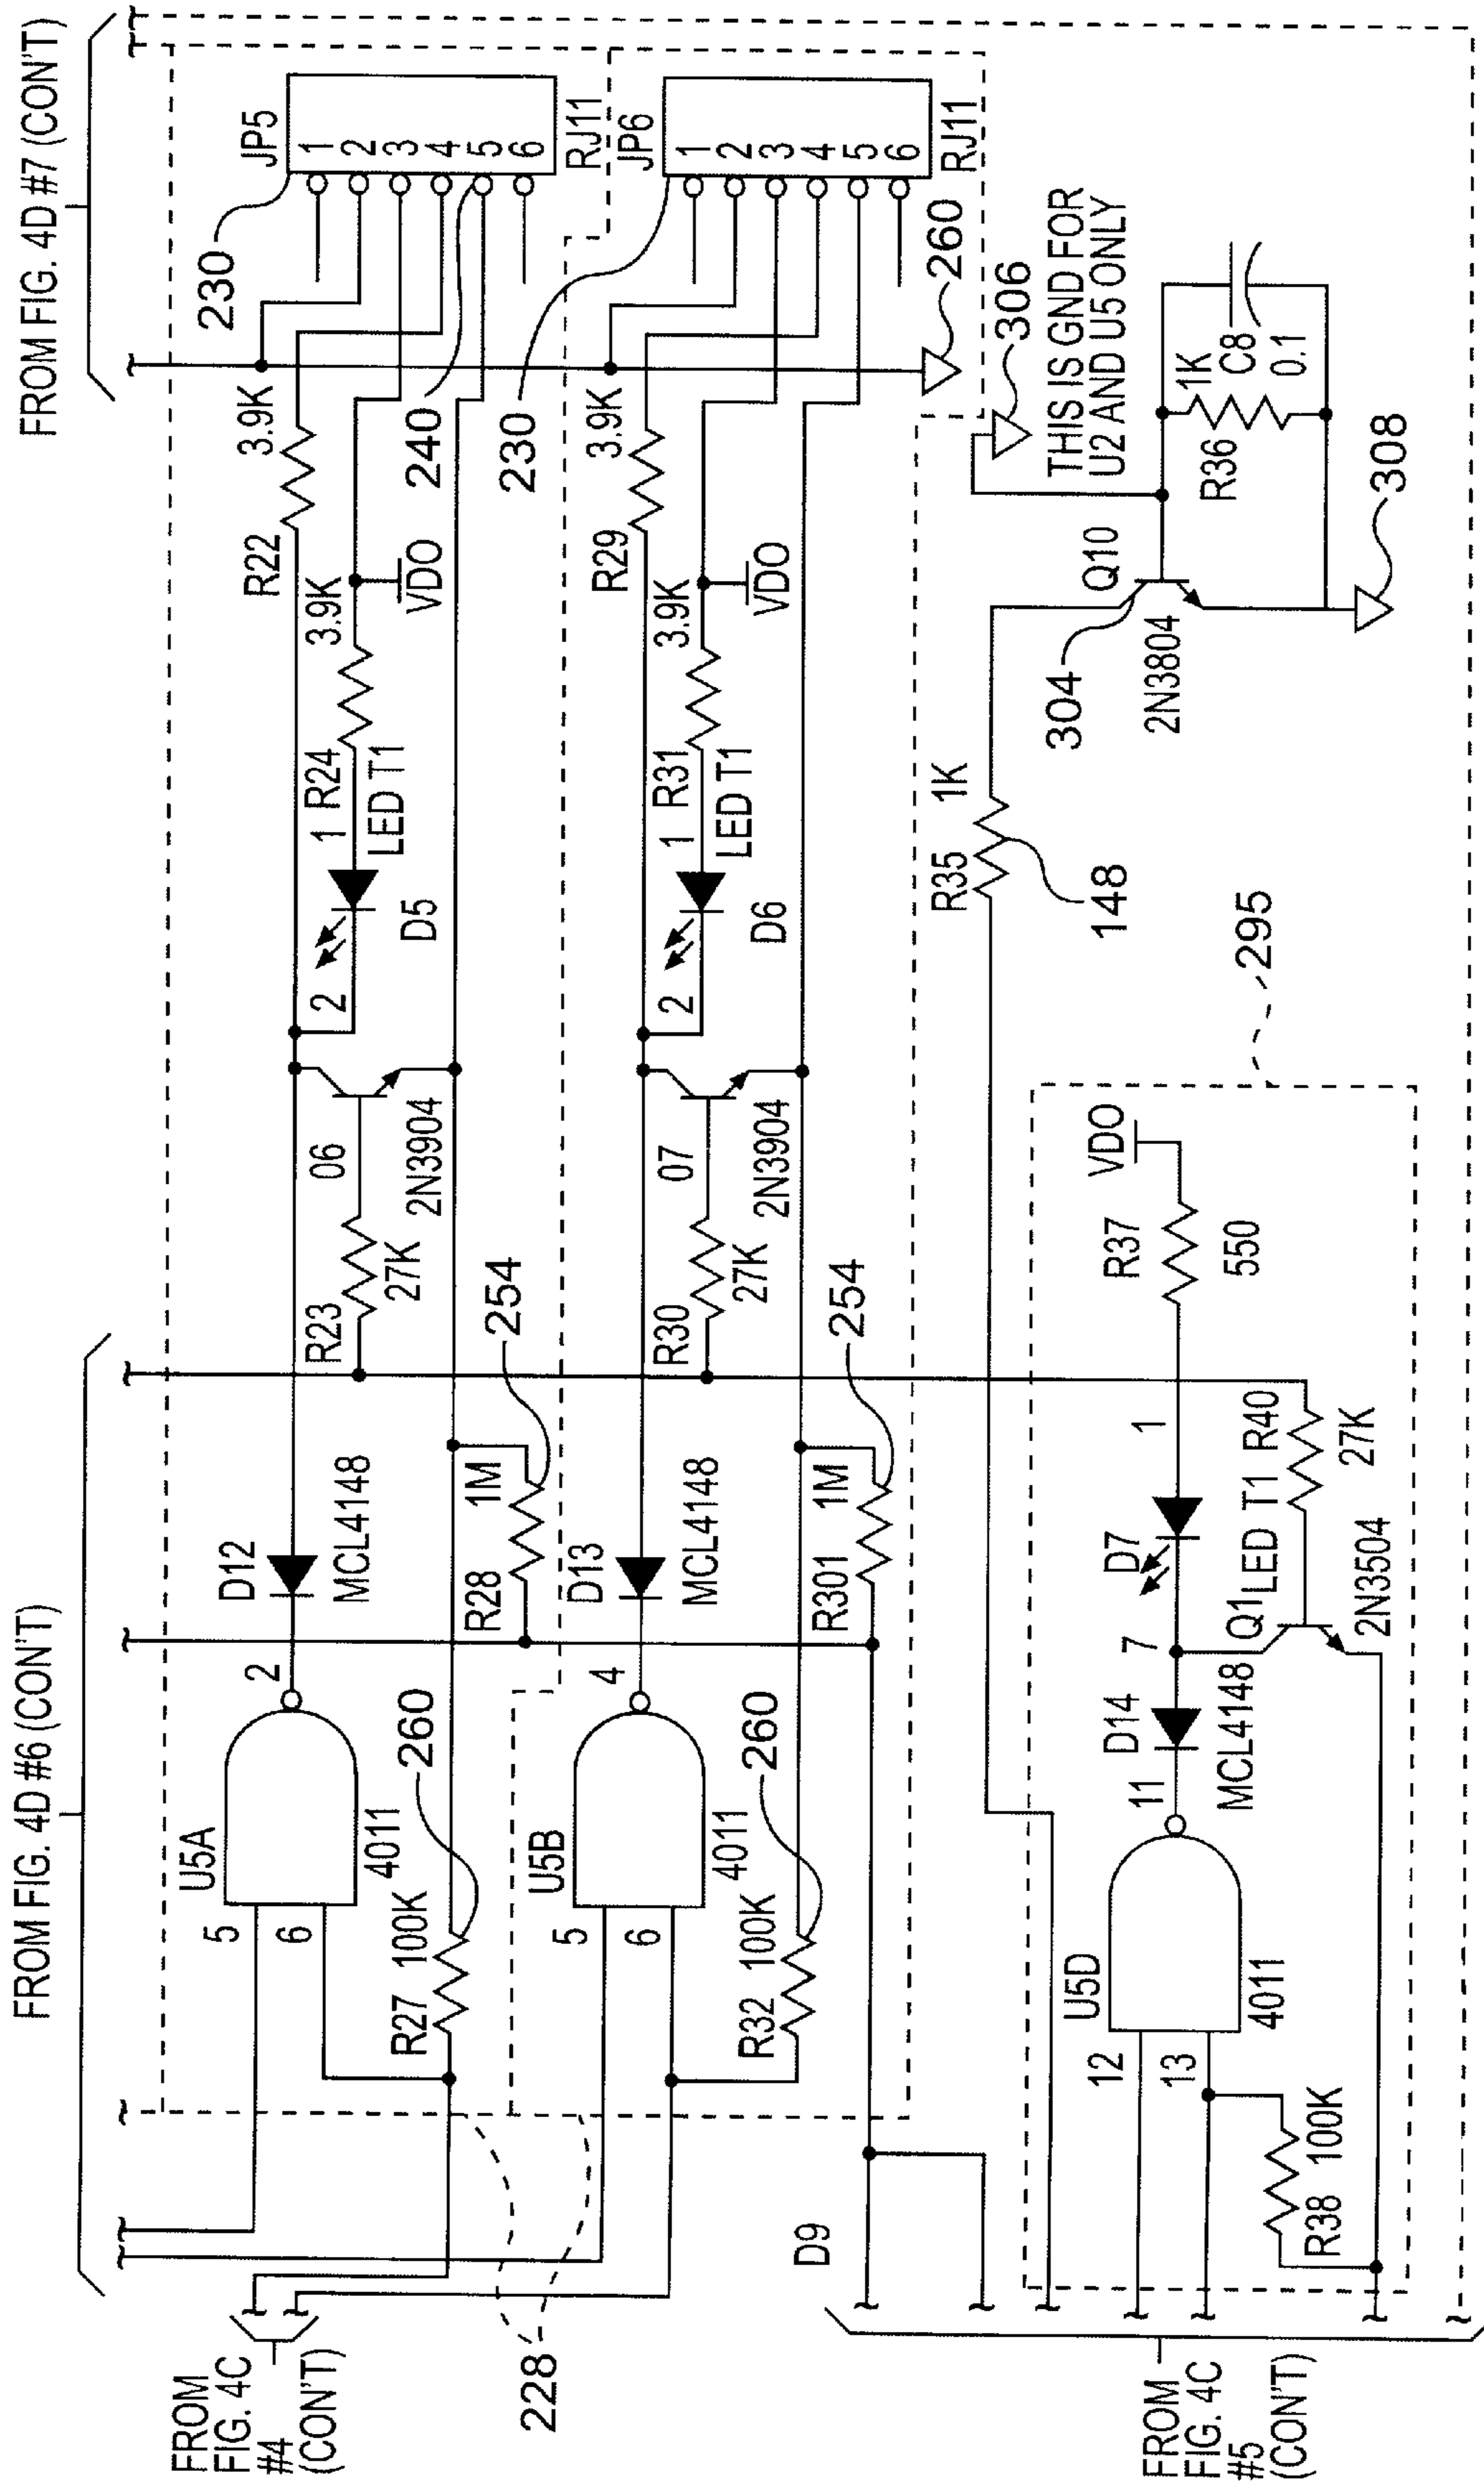 FROM FIG. 4D #6 (CON'T)
FROM FIG. 4D #7 (CON'T)
FROM
FIG. 4C
#4
(CON'T)
228
U5A
5
6
2
4011
D12
MCL4148
R27 100K
260
R28 1M
254
R23
27K
06
2N3904
2
1
D5
LED T1
R24
3.9K
VDO
R22
3.9K
240
230
JP5
1
2
3
4
5
6
RJ11
U5B
5
6
4
4011
D13
MCL4148
R32 100K
260
R301 1M
254
R30
27K
07
2N3904
2
1
D6
LED T1
R31
3.9K
VDO
R29
3.9K
230
JP6
1
2
3
4
5
6
RJ11
260
306
THIS IS GND FOR
U2 AND U5 ONLY
D9
R35 1K
148
304
Q10
2N3804
R36
1K
C8
0.1
308
FROM
FIG. 4C
#5
(CON'T)
295
U5D
12
13
11
4011
R38 100K
D14
MCL4148
7
D7
1
Q1
LED T1
R40
27K
2N3504
R37
550
VDO